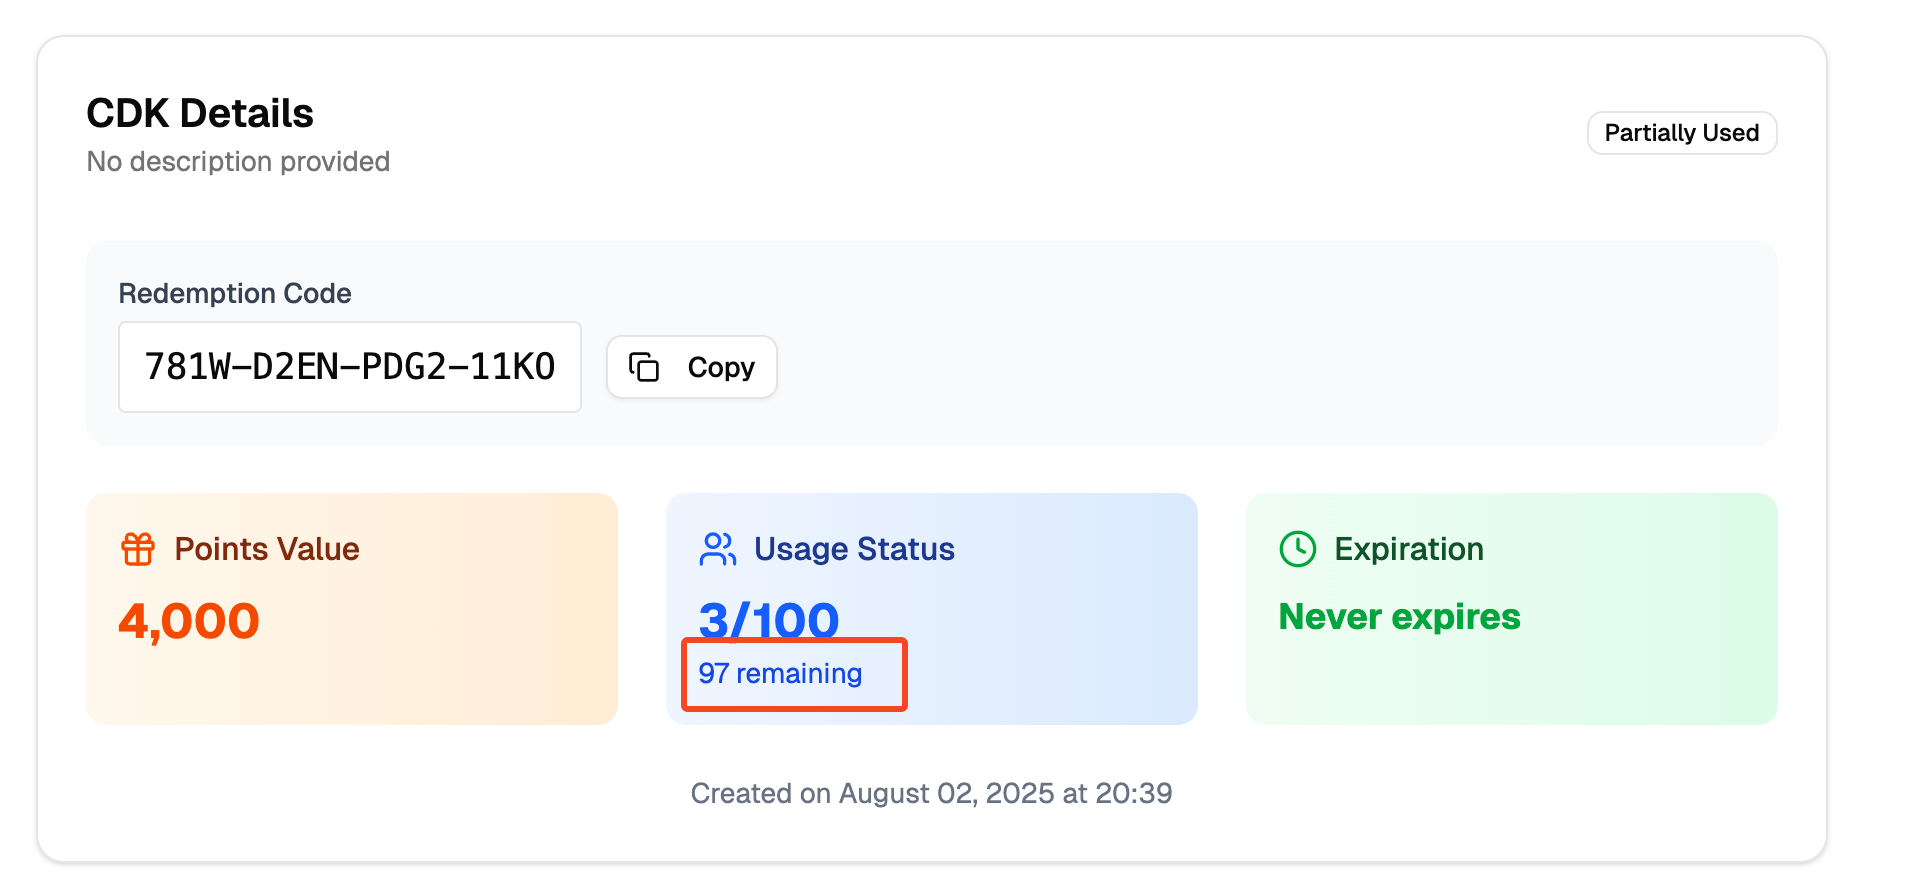 CDK Details
No description provided
Partially Used
Redemption Code
781W-D2EN-PDG2-11KO
Copy
Points Value
4,000
Usage Status
3/100
97 remaining
Expiration
Never expires
Created on August 02, 2025 at 20:39